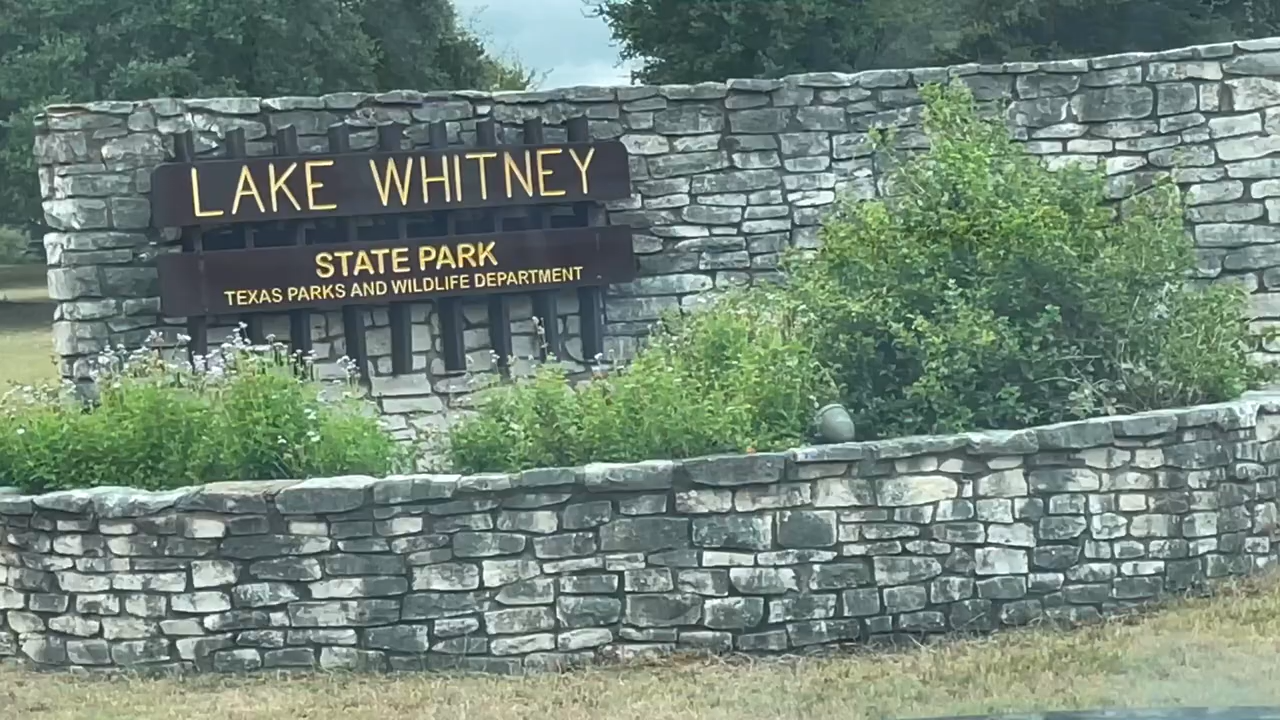 LAKE WHITNEY
STATE PARK
TEXAS PARKS AND WILDLIFE DEPARTMENT